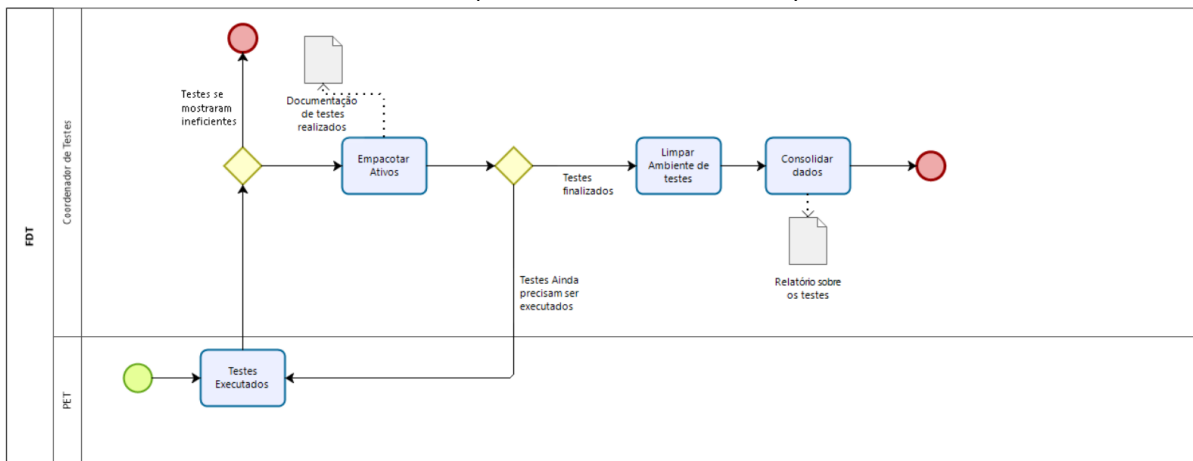 FDT
Coordenador de Testes
Testes se
mostraram
ineficientes
Documentação
de testes
realizados
Empacotar
Ativos
Testes
finalizados
Limpar
Ambiente de
testes
Consolidar
dados
Relatório sobre
os testes
Testes Ainda
precisam ser
executados
PET
Testes
Executados